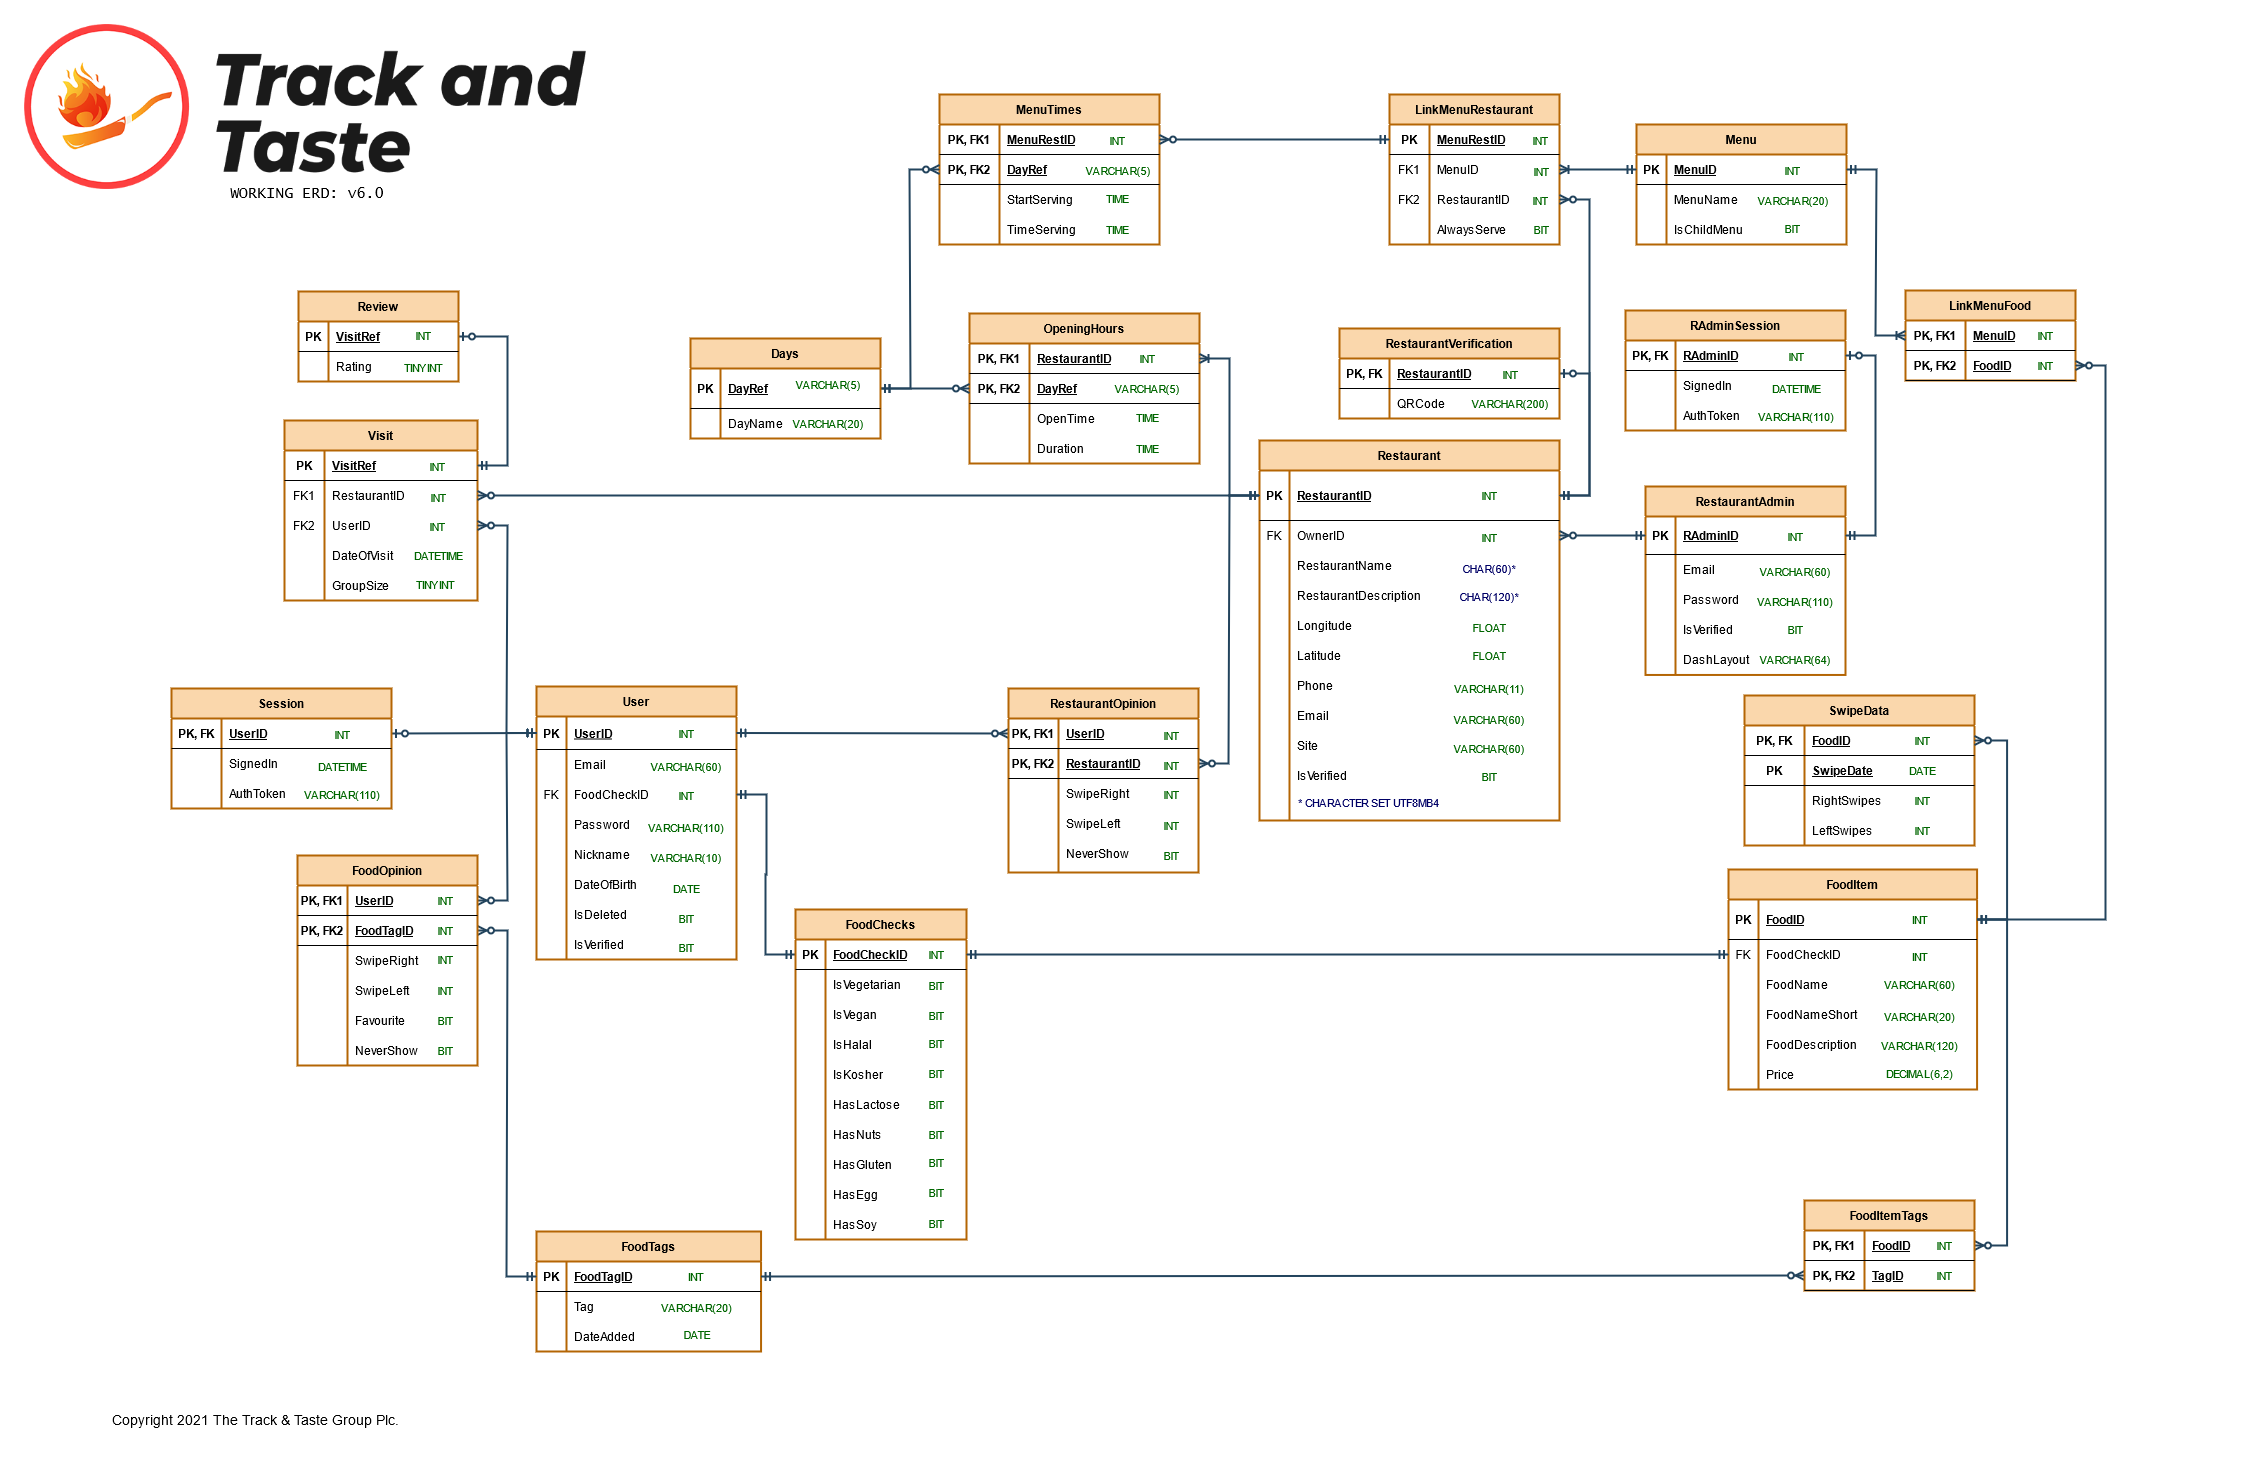 Track and
Taste
WORKING ERD: v6.0
MenuTimes
PK, FK1 MenuRestID INT
PK, FK2 DayRef VARCHAR(5)
StartServing TIME
TimeServing TIME
LinkMenuRestaurant
PK MenuRestID INT
FK1 MenuID INT
FK2 RestaurantID INT
AlwaysServe BIT
Menu
PK MenuID INT
MenuName VARCHAR(20)
IsChildMenu BIT
Review
PK VisitRef INT
Rating TINYINT
Days
PK DayRef VARCHAR(5)
DayName VARCHAR(20)
OpeningHours
PK, FK1 RestaurantID INT
PK, FK2 DayRef VARCHAR(5)
OpenTime TIME
Duration TIME
RestaurantVerification
PK, FK RestaurantID INT
QRCode VARCHAR(200)
RAdminSession
PK, FK RAdminID INT
SignedIn DATETIME
AuthToken VARCHAR(110)
LinkMenuFood
PK, FK1 MenuID INT
PK, FK2 FoodID INT
Visit
PK VisitRef INT
FK1 RestaurantID INT
FK2 UserID INT
DateOfVisit DATETIME
GroupSize TINYINT
Restaurant
PK RestaurantID INT
FK OwnerID INT
RestaurantName CHAR(60)*
RestaurantDescription CHAR(120)*
Longitude FLOAT
Latitude FLOAT
Phone VARCHAR(11)
Email VARCHAR(60)
Site VARCHAR(60)
IsVerified BIT
* CHARACTER SET UTF8MB4
RestaurantAdmin
PK RAdminID INT
Email VARCHAR(60)
Password VARCHAR(110)
IsVerified BIT
DashLayout VARCHAR(64)
Session
PK, FK UserID INT
SignedIn DATETIME
AuthToken VARCHAR(110)
User
PK UserID INT
Email VARCHAR(60)
FK FoodCheckID INT
Password VARCHAR(110)
Nickname VARCHAR(10)
DateOfBirth DATE
IsDeleted BIT
IsVerified BIT
RestaurantOpinion
PK, FK1 UserID INT
PK, FK2 RestaurantID INT
SwipeRight INT
SwipeLeft INT
NeverShow BIT
SwipeData
PK, FK FoodID INT
PK SwipeDate DATE
RightSwipes INT
LeftSwipes INT
FoodOpinion
PK, FK1 UserID INT
PK, FK2 FoodTagID INT
SwipeRight INT
SwipeLeft INT
Favourite BIT
NeverShow BIT
FoodChecks
PK FoodCheckID INT
IsVegetarian BIT
IsVegan BIT
IsHalal BIT
IsKosher BIT
HasLactose BIT
HasNuts BIT
HasGluten BIT
HasEgg BIT
HasSoy BIT
FoodItem
PK FoodID INT
FK FoodCheckID INT
FoodName VARCHAR(60)
FoodNameShort VARCHAR(20)
FoodDescription VARCHAR(120)
Price DECIMAL(6,2)
FoodTags
PK FoodTagID INT
Tag VARCHAR(20)
DateAdded DATE
FoodItemTags
PK, FK1 FoodID INT
PK, FK2 TagID INT
Copyright 2021 The Track & Taste Group Plc.